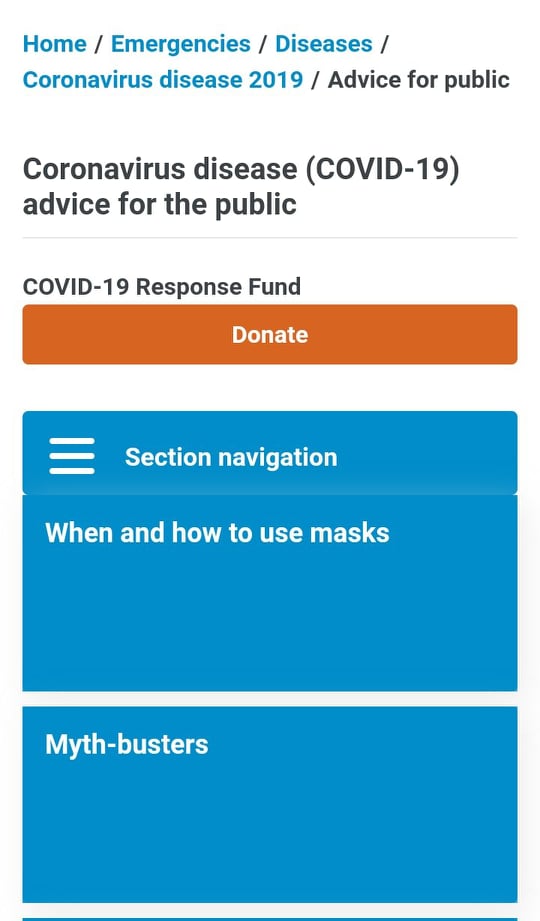 Home / Emergencies / Diseases /
Coronavirus disease 2019 / Advice for public
Coronavirus disease (COVID-19)
advice for the public
COVID-19 Response Fund
Donate
Section navigation
When and how to use masks
Myth-busters